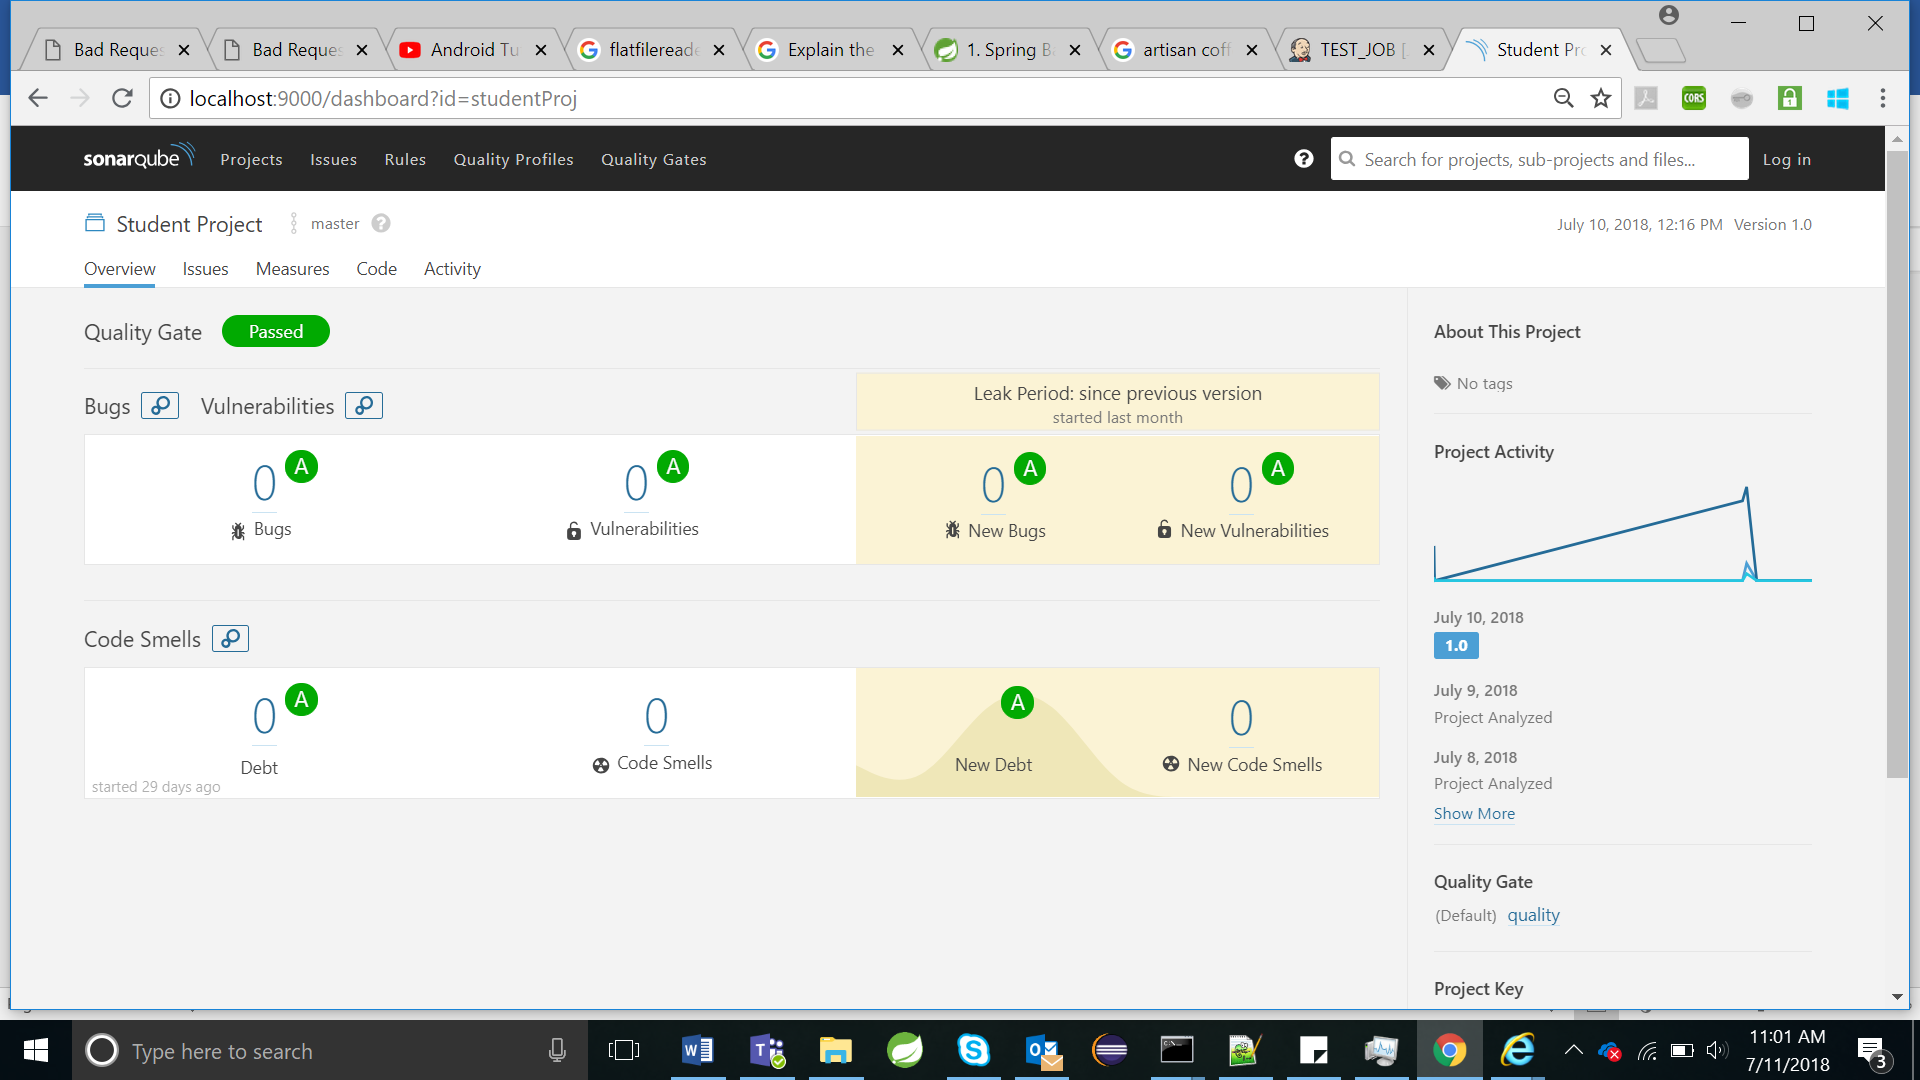 Bad Reques
Bad Reques
Android Tu
flatfilereade
Explain the
1. Spring B
artisan coff
TEST_JOB [
Student Pro
localhost:9000/dashboard?id=studentProj
CORS
1
sonarqube
Projects
Issues
Rules
Quality Profiles
Quality Gates
?
Search for projects, sub-projects and files...
Log in
Student Project
master
?
July 10, 2018, 12:16 PM Version 1.0
Overview
Issues
Measures
Code
Activity
Quality Gate
Passed
Bugs
Vulnerabilities
Leak Period: since previous version
started last month
0 A
Bugs
0 A
Vulnerabilities
0 A
New Bugs
0 A
New Vulnerabilities
Code Smells
0 A
Debt
started 29 days ago
0
Code Smells
A
New Debt
0
New Code Smells
About This Project
No tags
Project Activity
July 10, 2018
1.0
July 9, 2018
Project Analyzed
July 8, 2018
Project Analyzed
Show More
Quality Gate
(Default) quality
Project Key
Type here to search
11:01 AM
7/11/2018
3